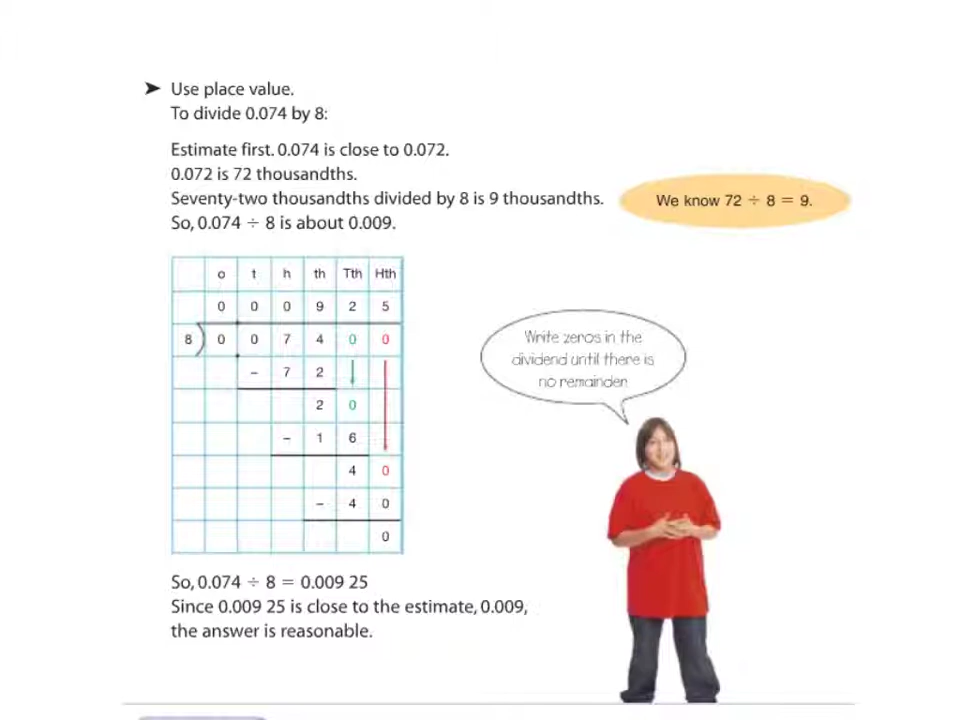 ➤ Use place value.
To divide 0.074 by 8:
Estimate first. 0.074 is close to 0.072.
0.072 is 72 thousandths.
Seventy-two thousandths divided by 8 is 9 thousandths.
We know 72 ÷ 8 = 9.
So, 0.074 ÷ 8 is about 0.009.
o t h th Tth Hth
0 0 0 9 2 5
8) 0 0 7 4 0 0
- 7 2
2 0
- 1 6
4 0
- 4 0
0
Write zeros in the
dividend until there is
no remainder.
So, 0.074 ÷ 8 = 0.009 25
Since 0.009 25 is close to the estimate, 0.009,
the answer is reasonable.